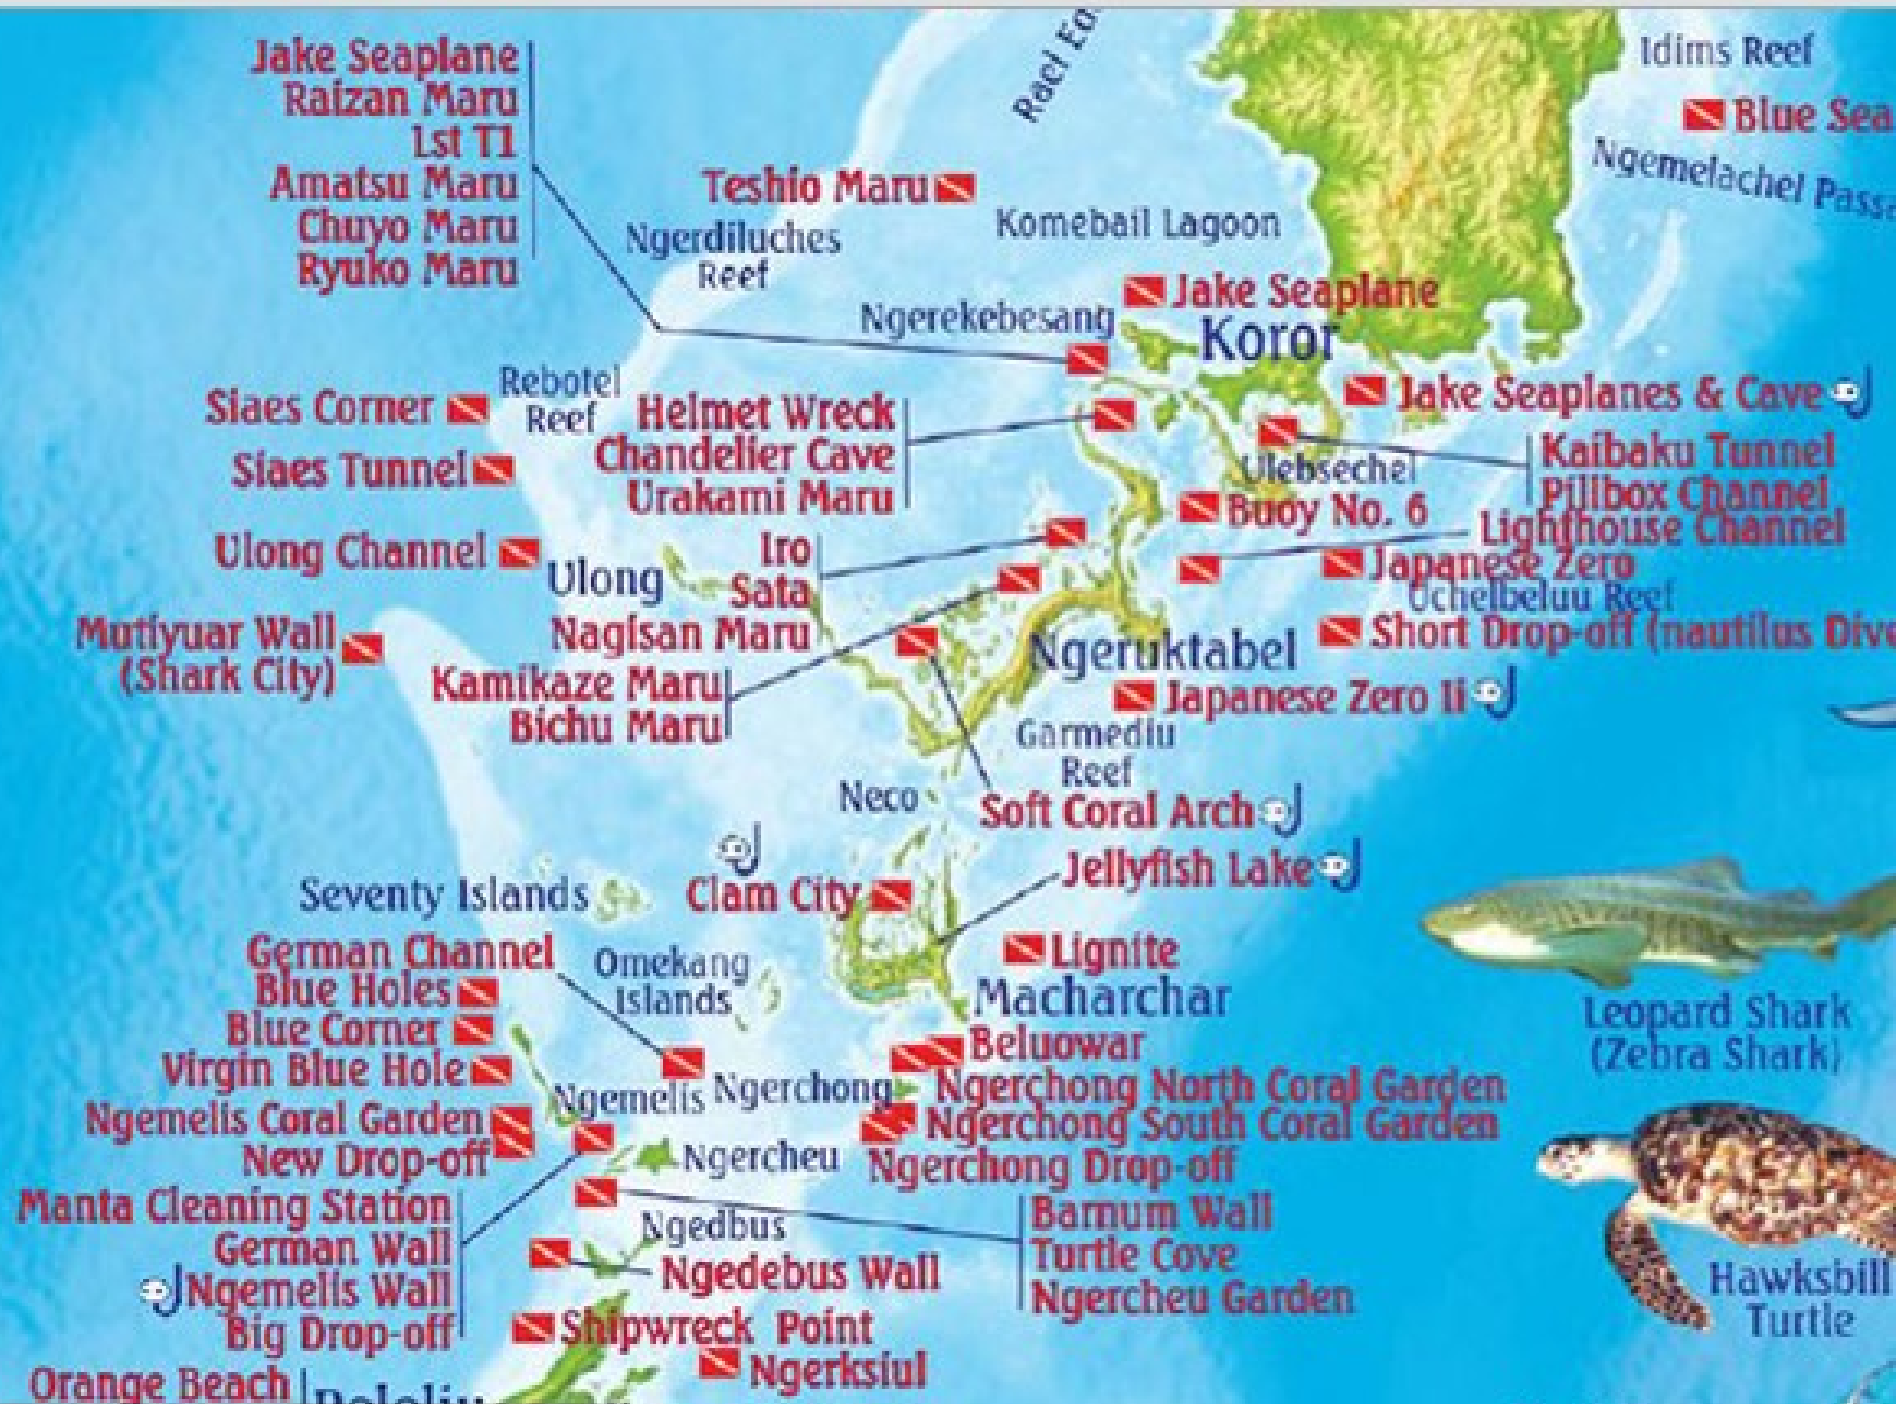 Jake Seaplane
Raizan Maru
Lst T1
Amatsu Maru
Chuyo Maru
Ryuko Maru
Idims Reef
Blue Sea
Ngemelachel Passa
Teshio Maru
Ngerdiluches
Reef
Komebail Lagoon
Jake Seaplane
Ngerekebesang
Koror
Siaes Corner
Rebotel
Reef
Helmet Wreck
Chandelier Cave
Urakami Maru
Jake Seaplanes & Cave
Kaibaku Tunnel
Pillbox Channel
Siaes Tunnel
Ulebsechel
Buoy No. 6
Lighthouse Channel
Ulong Channel
Ulong
Iro
Sata
Nagisan Maru
Japanese Zero
Uchelbeluu Reef
Short Drop-off (nautilus Dive
Mutiyuar Wall
(Shark City)
Ngeruktabel
Kamikaze Maru
Bichu Maru
Japanese Zero Ii
Garmediu
Reef
Neco
Soft Coral Arch
Jellyfish Lake
Seventy Islands
Clam City
German Channel
Blue Holes
Blue Corner
Virgin Blue Hole
Omekang
Islands
Lignite
Macharchar
Leopard Shark
(Zebra Shark)
Beluowar
Ngemelis
Ngerchong
Ngerchong North Coral Garden
Ngerchong South Coral Garden
Ngerchong Drop-off
Ngemelis Coral Garden
New Drop-off
Ngercheu
Manta Cleaning Station
German Wall
Ngemelis Wall
Big Drop-off
Ngedbus
Ngedebus Wall
Barnum Wall
Turtle Cove
Ngercheu Garden
Hawksbill
Turtle
Shipwreck Point
Ngerksiul
Orange Beach